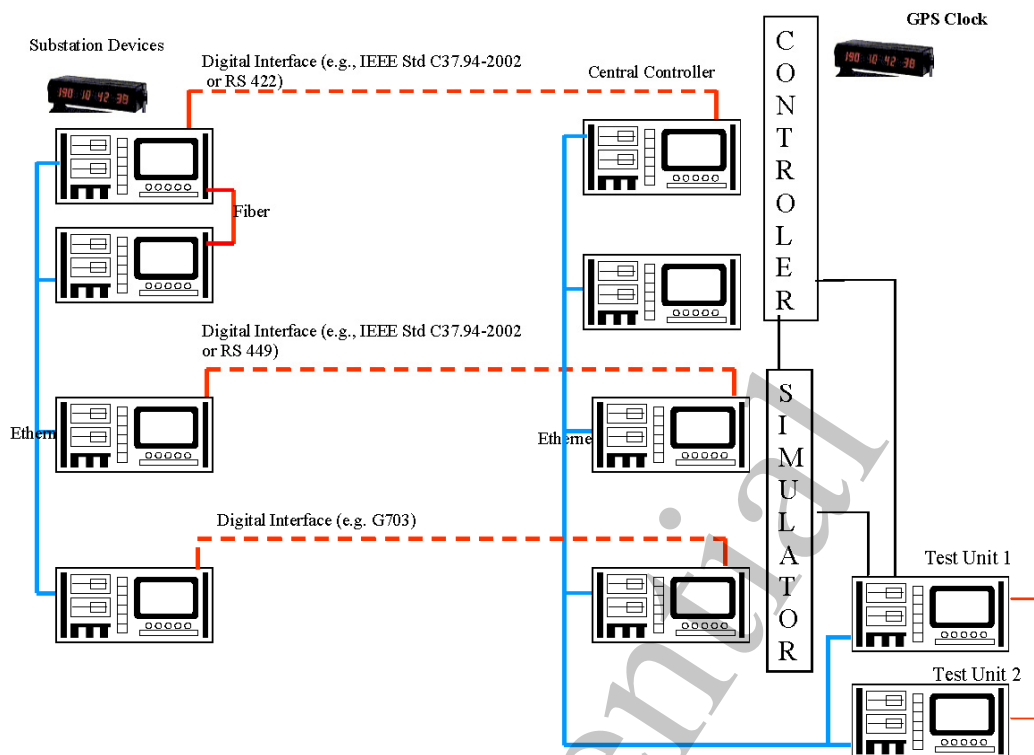 GPS Clock
Substation Devices
Digital Interface (e.g., IEEE Std C37.94-2002
or RS 422)
Central Controller
190 10 42 38
190 10 42 38
CONTROLER
Fiber
Digital Interface (e.g., IEEE Std C37.94-2002
or RS 449)
SIMULATOR
Ethern
Etherne
Digital Interface (e.g. G703)
Test Unit 1
Test Unit 2
ential